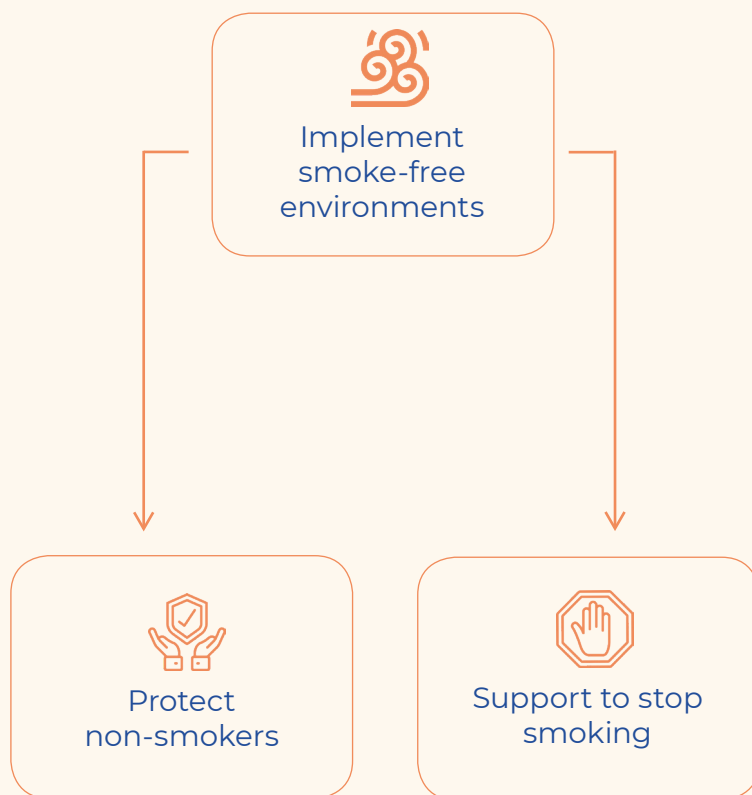 Implement
smoke-free
environments
Protect
non-smokers
Support to stop
smoking